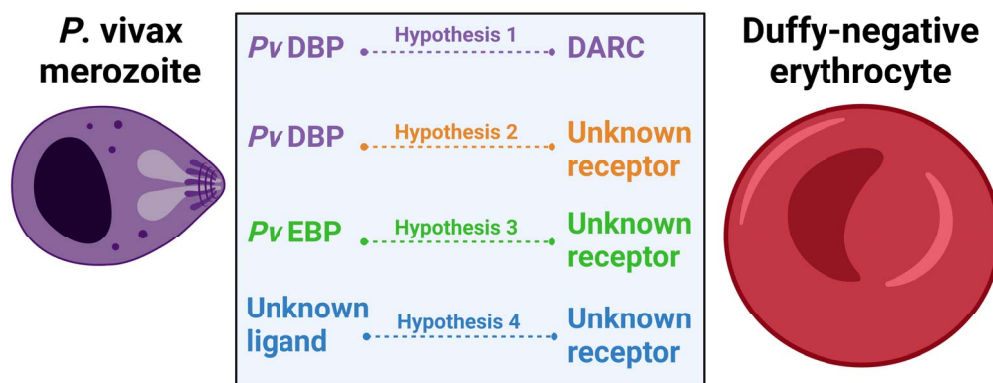 P. vivax
merozoite
Duffy-negative
erythrocyte
Pv DBP Hypothesis 1 DARC
Pv DBP Hypothesis 2 Unknown
receptor
Pv EBP Hypothesis 3 Unknown
receptor
Unknown
ligand Hypothesis 4 Unknown
receptor